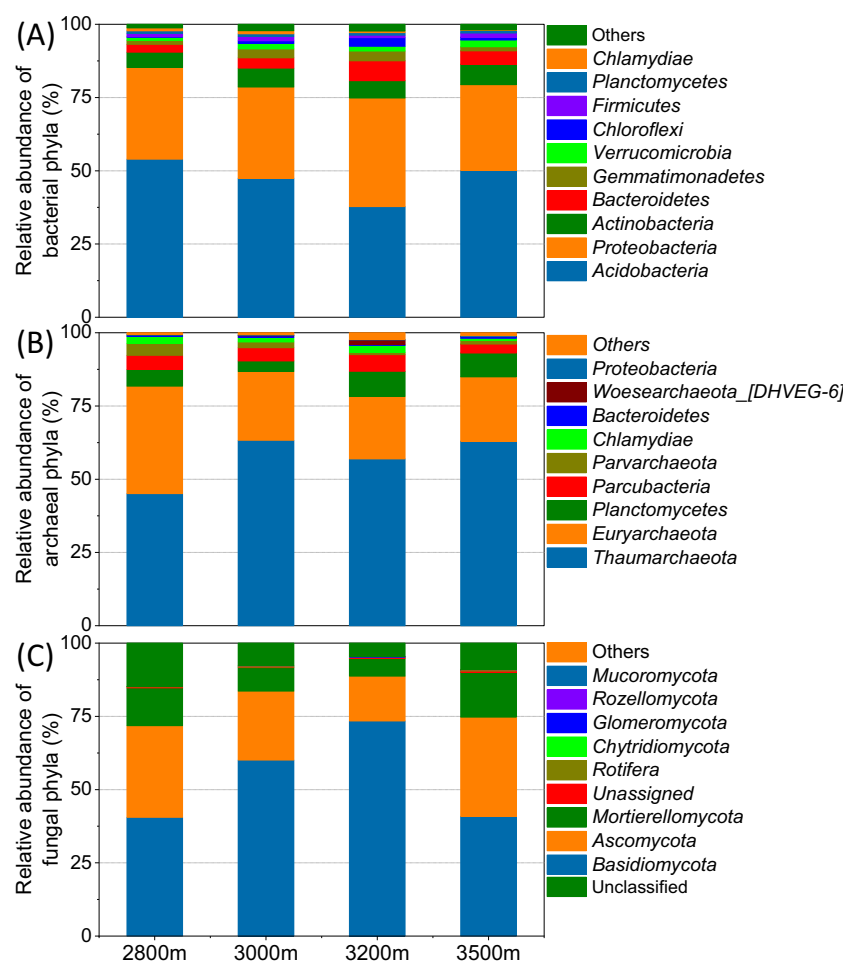 (A)
Relative abundance of
bacterial phyla (%)
100
75
50
25
0
Others
Chlamydiae
Planctomycetes
Firmicutes
Chloroflexi
Verrucomicrobia
Gemmatimonadetes
Bacteroidetes
Actinobacteria
Proteobacteria
Acidobacteria
(B)
Relative abundance of
archaeal phyla (%)
100
75
50
25
0
Others
Proteobacteria
Woesearchaeota_[DHVEG-6]
Bacteroidetes
Chlamydiae
Parvarchaeota
Parcubacteria
Planctomycetes
Euryarchaeota
Thaumarchaeota
(C)
Relative abundance of
fungal phyla (%)
100
75
50
25
0
Others
Mucoromycota
Rozellomycota
Glomeromycota
Chytridiomycota
Rotifera
Unassigned
Mortierellomycota
Ascomycota
Basidiomycota
Unclassified
2800m 3000m 3200m 3500m